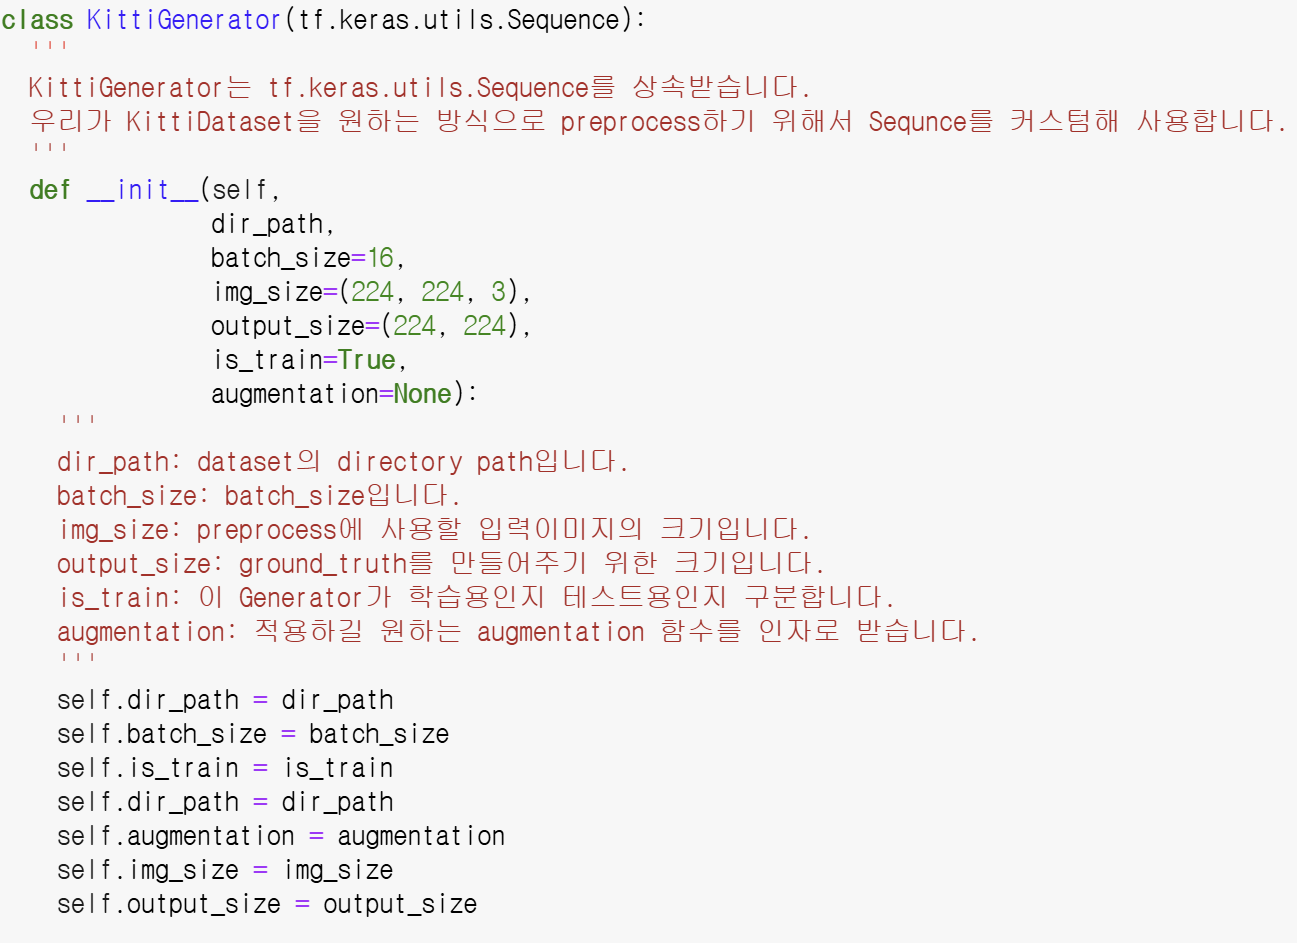 class KittiGenerator(tf.keras.utils.Sequence):
  '''
  KittiGenerator는 tf.keras.utils.Sequence를 상속받습니다.
  우리가 KittiDataset을 원하는 방식으로 preprocess하기 위해서 Sequnce를 커스텀해 사용합니다.
  '''
  def __init__(self,
               dir_path,
               batch_size=16,
               img_size=(224, 224, 3),
               output_size=(224, 224),
               is_train=True,
               augmentation=None):
    '''
    dir_path: dataset의 directory path입니다.
    batch_size: batch_size입니다.
    img_size: preprocess에 사용할 입력이미지의 크기입니다.
    output_size: ground_truth를 만들어주기 위한 크기입니다.
    is_train: 이 Generator가 학습용인지 테스트용인지 구분합니다.
    augmentation: 적용하길 원하는 augmentation 함수를 인자로 받습니다.
    '''
    self.dir_path = dir_path
    self.batch_size = batch_size
    self.is_train = is_train
    self.dir_path = dir_path
    self.augmentation = augmentation
    self.img_size = img_size
    self.output_size = output_size